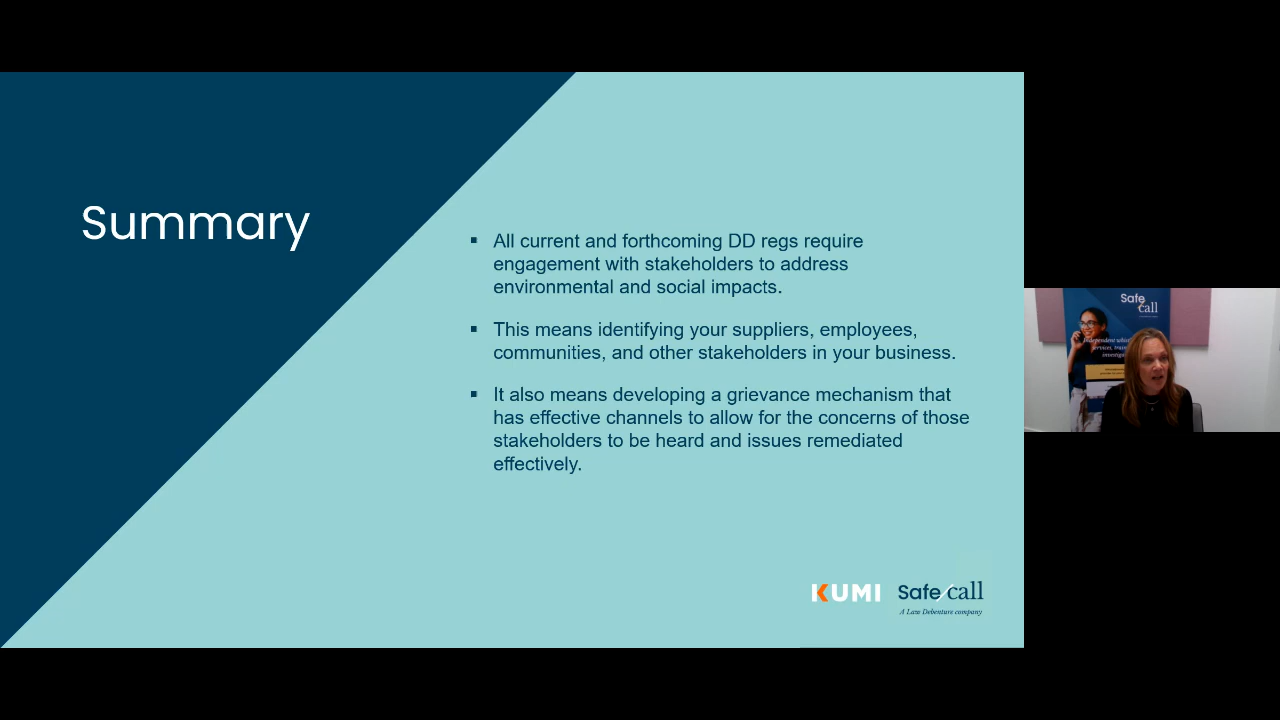 Summary
▪ All current and forthcoming DD regs require
engagement with stakeholders to address
environmental and social impacts.
▪ This means identifying your suppliers, employees,
communities, and other stakeholders in your business.
▪ It also means developing a grievance mechanism that
has effective channels to allow for the concerns of those
stakeholders to be heard and issues remediated
effectively.
KUMI
Safecall
A Law Debenture company
Safe
call